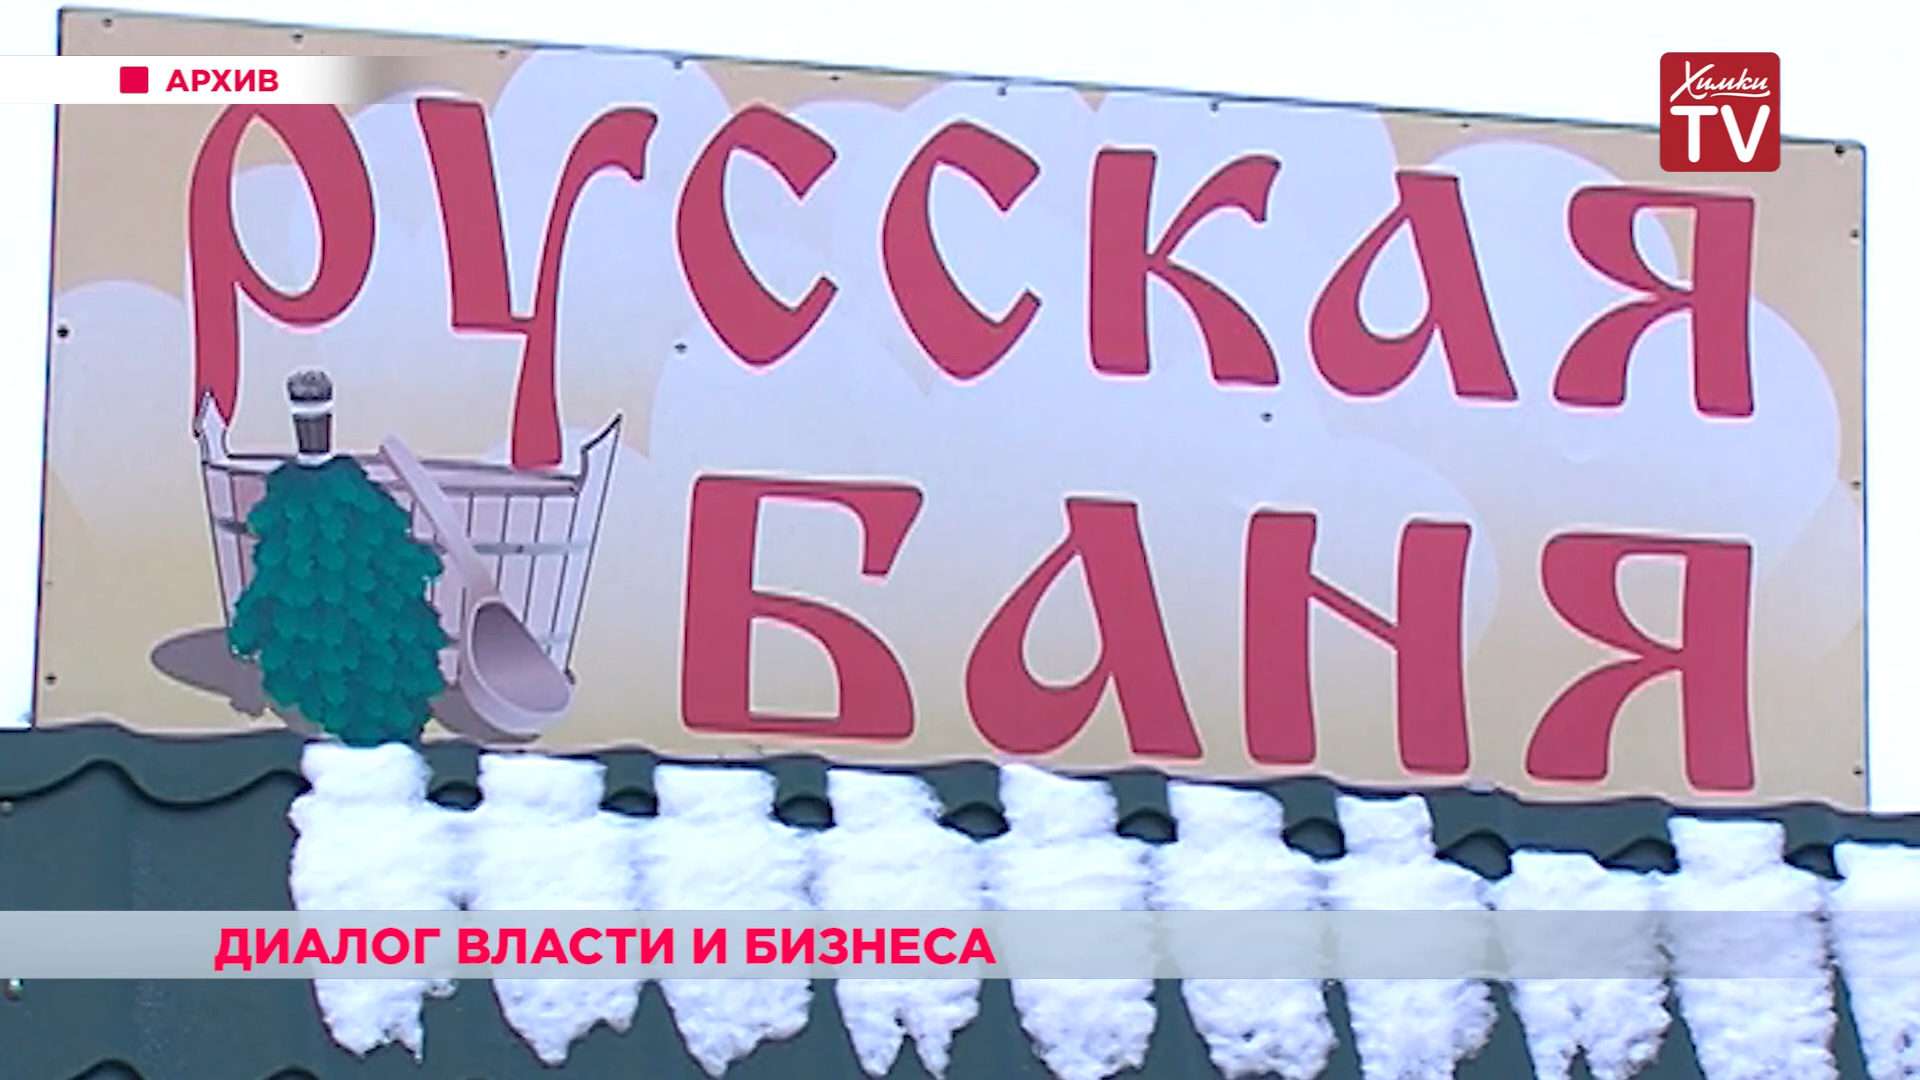 АРХИВ
Химки
TV
РУССКАЯ
БАНЯ
ДИАЛОГ ВЛАСТИ И БИЗНЕСА